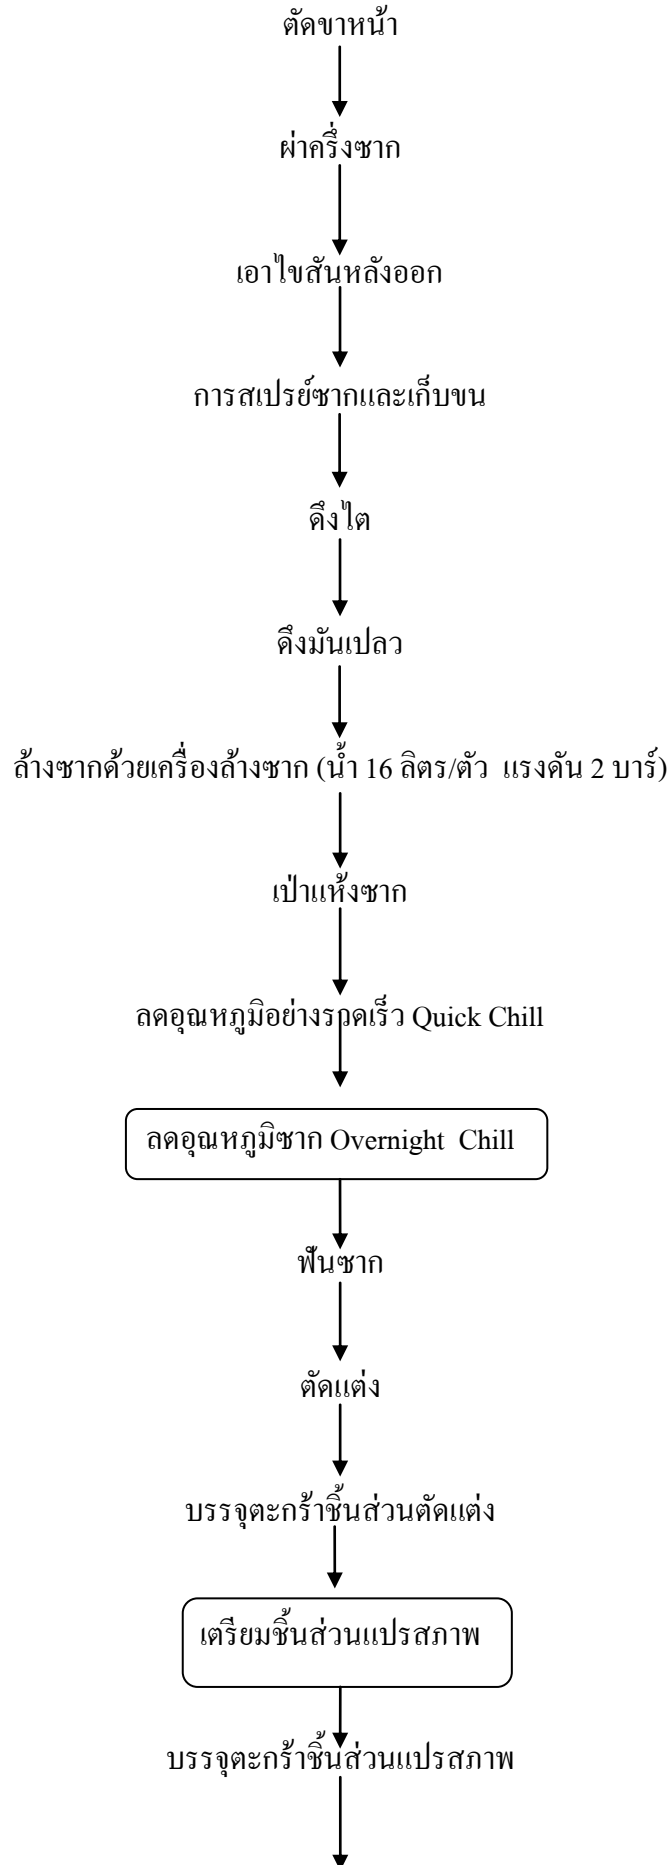 ตัดขาหน้า
ผ่าครึ่งซาก
เอาไขสันหลังออก
การสเปรย์ซากและเก็บขน
ดึงไต
ดึงมันเปลว
ล้างซากด้วยเครื่องล้างซาก (น้ำ 16 ลิตร/ตัว แรงดัน 2 บาร์)
เป่าแห้งซาก
ลดอุณหภูมิอย่างรวดเร็ว Quick Chill
ลดอุณหภูมิซาก Overnight Chill
ฟันซาก
ตัดแต่ง
บรรจุตะกร้าชิ้นส่วนตัดแต่ง
เตรียมชิ้นส่วนแปรสภาพ
บรรจุตะกร้าชิ้นส่วนแปรสภาพ